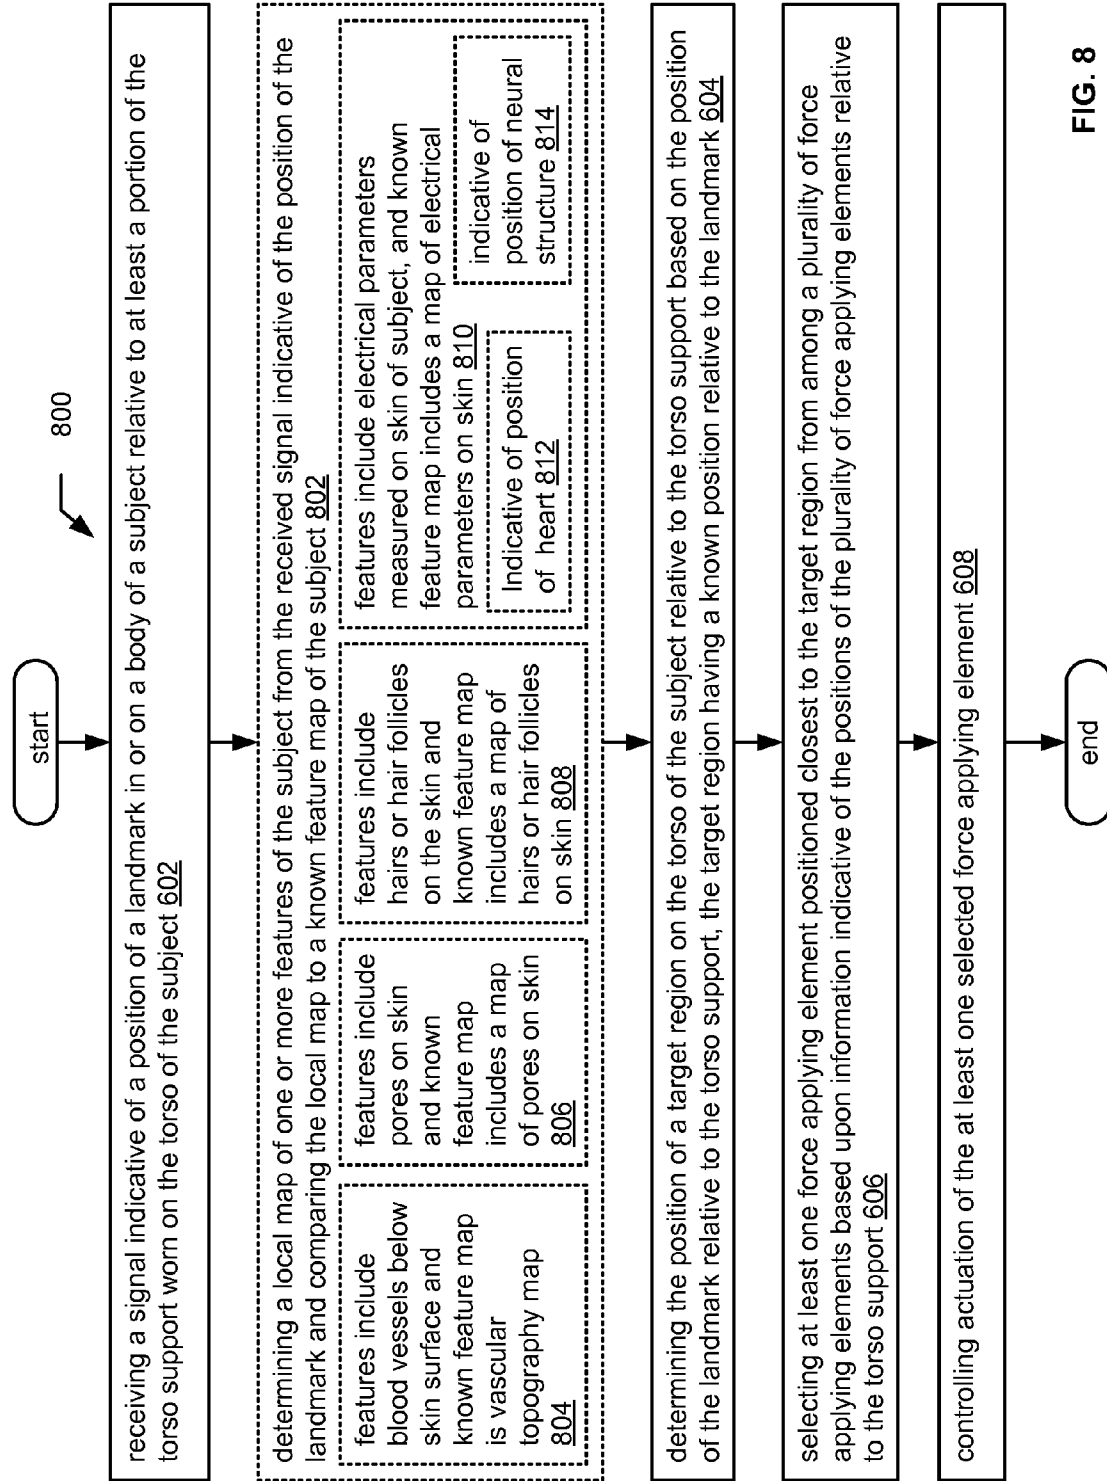 800
start
receiving a signal indicative of a position of a landmark in or on a body of a subject relative to at least a portion of the
torso support worn on the torso of the subject 602
determining a local map of one or more features of the subject from the received signal indicative of the position of the
landmark and comparing the local map to a known feature map of the subject 802
features include
blood vessels below
skin surface and
known feature map
is vascular
topography map
804
features include
pores on skin
and known
feature map
includes a map
of pores on skin
806
features include
hairs or hair follicles
on the skin and
known feature map
includes a map of
hairs or hair follicles
on skin 808
features include electrical parameters
measured on skin of subject, and known
feature map includes a map of electrical
parameters on skin 810
Indicative of position
of heart 812
indicative of
position of neural
structure 814
determining the position of a target region on the torso of the subject relative to the torso support based on the position
of the landmark relative to the torso support, the target region having a known position relative to the landmark 604
selecting at least one force applying element positioned closest to the target region from among a plurality of force
applying elements based upon information indicative of the positions of the plurality of force applying elements relative
to the torso support 606
controlling actuation of the at least one selected force applying element 608
end
FIG. 8